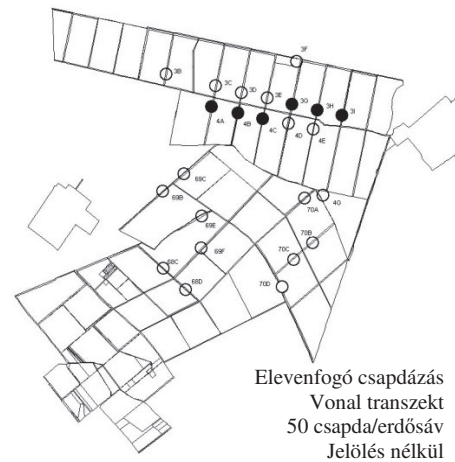 3F
3B
3C
3D
3E
3G
3H
3I
4A
4B
4C
4D
4E
69C
69B
70A
4G
69E
70B
69F
70C
68C
68D
70D
Elevenfogó csapdázás
Vonal transzekt
50 csapda/erdősáv
Jelölés nélkül